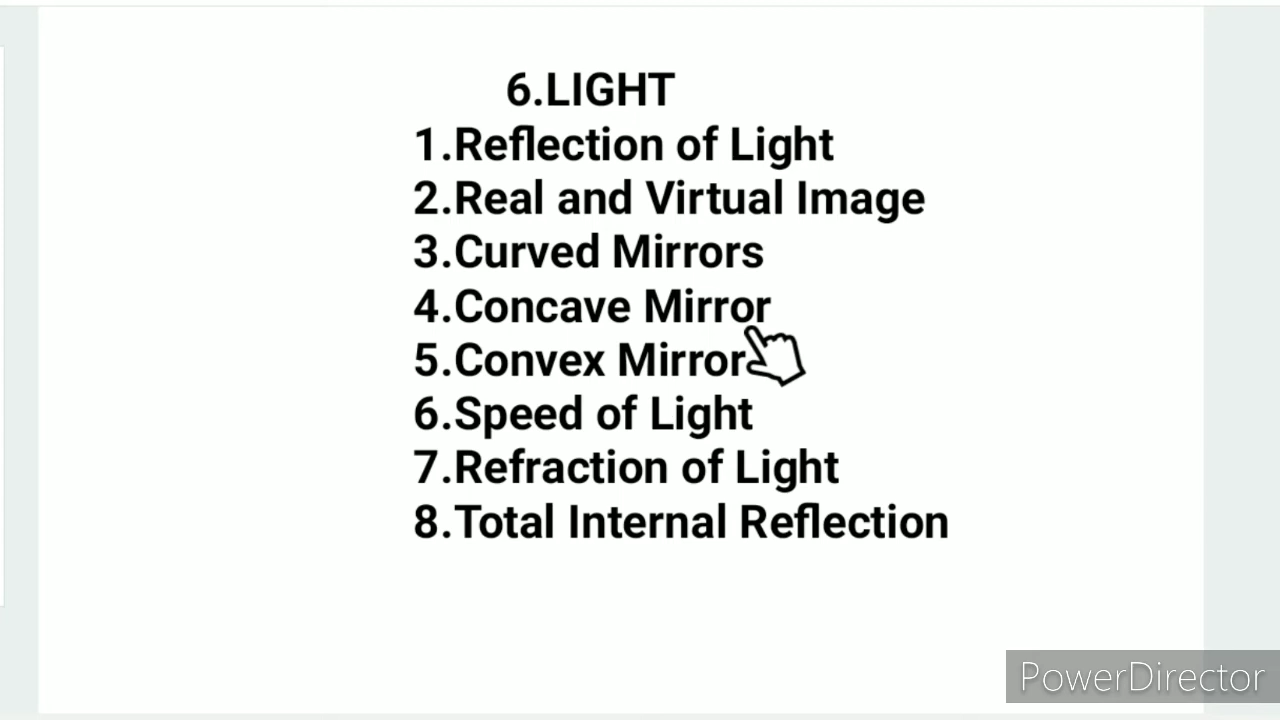 6.LIGHT
1.Reflection of Light
2.Real and Virtual Image
3.Curved Mirrors
4.Concave Mirror
5.Convex Mirror
6.Speed of Light
7.Refraction of Light
8.Total Internal Reflection
PowerDirector